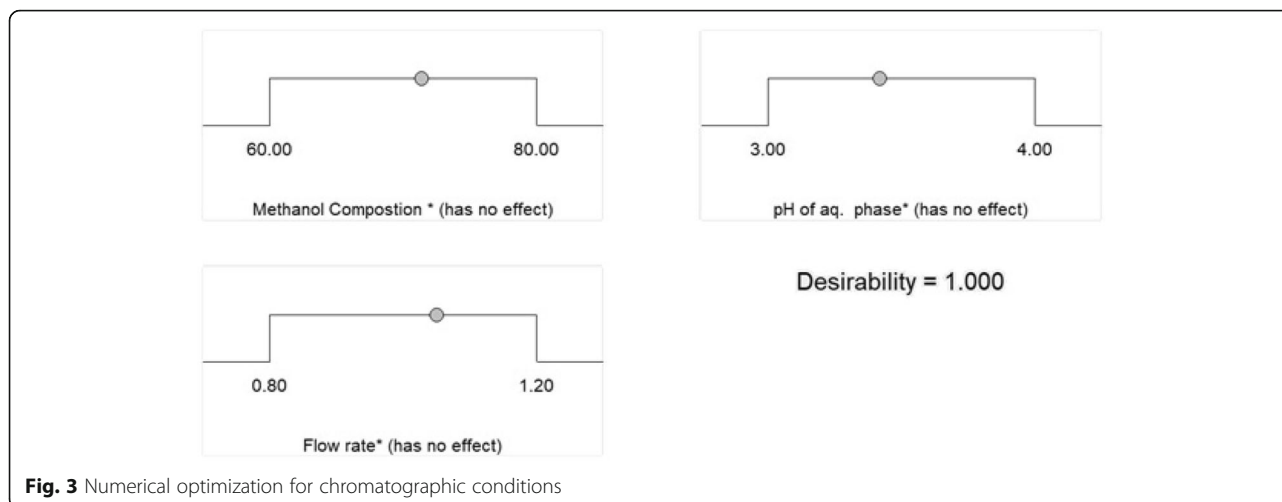 60.00 80.00
Methanol Compostion * (has no effect)
3.00 4.00
pH of aq. phase* (has no effect)
0.80 1.20
Flow rate* (has no effect)
Desirability = 1.000
Fig. 3 Numerical optimization for chromatographic conditions